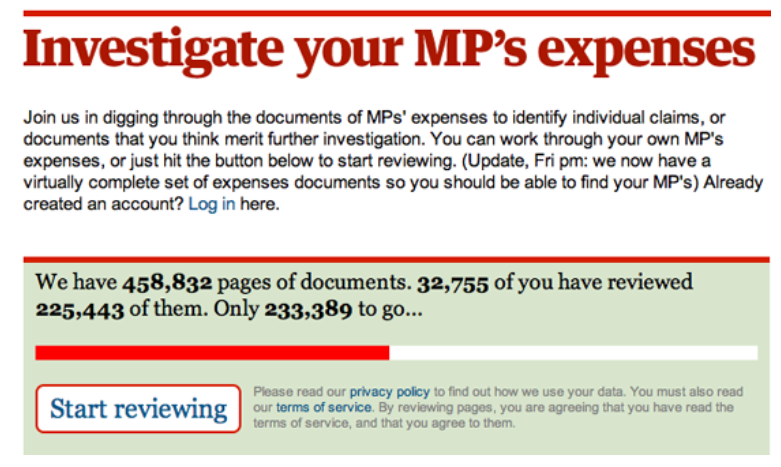 Investigate your MP's expenses
Join us in digging through the documents of MPs' expenses to identify individual claims, or
documents that you think merit further investigation. You can work through your own MP's
expenses, or just hit the button below to start reviewing. (Update, Fri pm: we now have a
virtually complete set of expenses documents so you should be able to find your MP's) Already
created an account? Log in here.
We have 458,832 pages of documents. 32,755 of you have reviewed
225,443 of them. Only 233,389 to go...
Start reviewing
Please read our privacy policy to find out how we use your data. You must also read
our terms of service. By reviewing pages, you are agreeing that you have read the
terms of service, and that you agree to them.